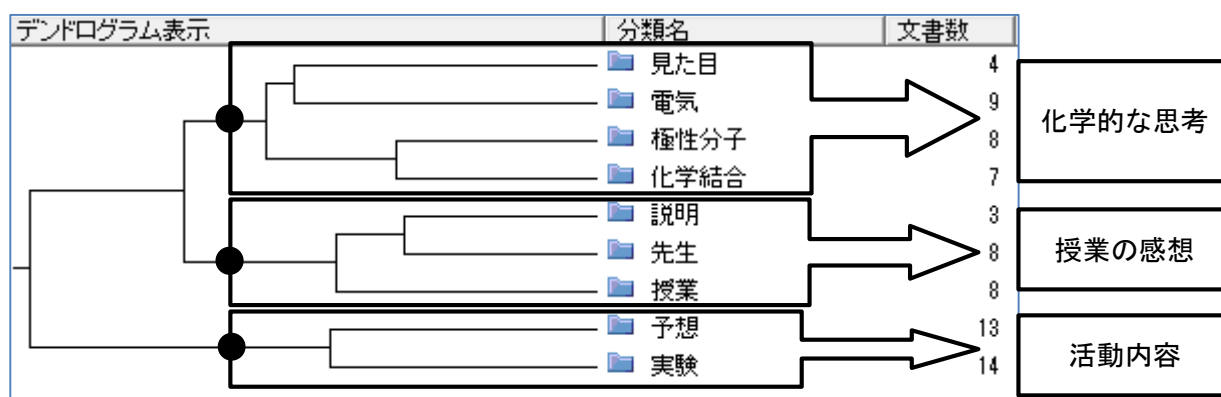 デンドログラム表示 分類名 文書数
見た目 4
電気 9
極性分子 8
化学結合 7
化学的な思考
説明 3
先生 8
授業 8
授業の感想
予想 13
実験 14
活動内容